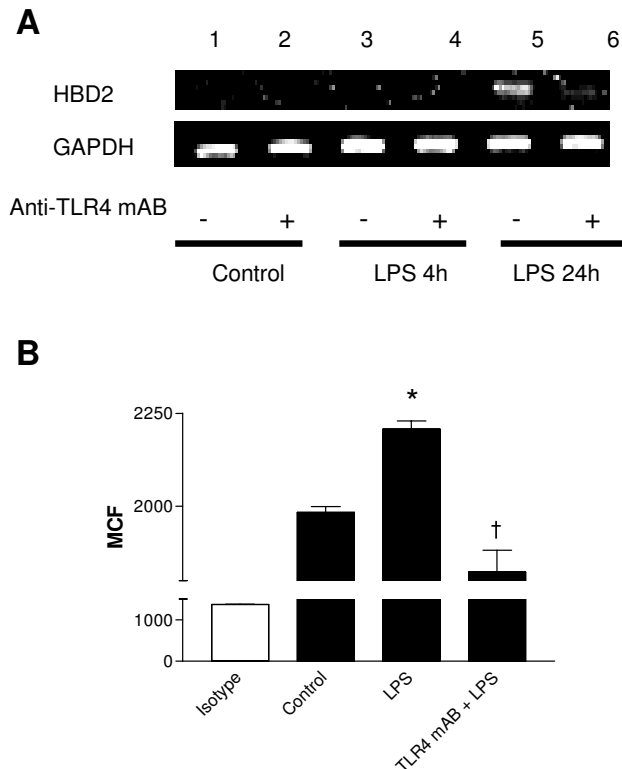 A
1 2 3 4 5 6
HBD2
GAPDH
Anti-TLR4 mAB - + - + - +
Control LPS 4h LPS 24h
B
MCF
2250
2000
1000
0
*
†
Isotype
Control
LPS
TLR4 mAB + LPS